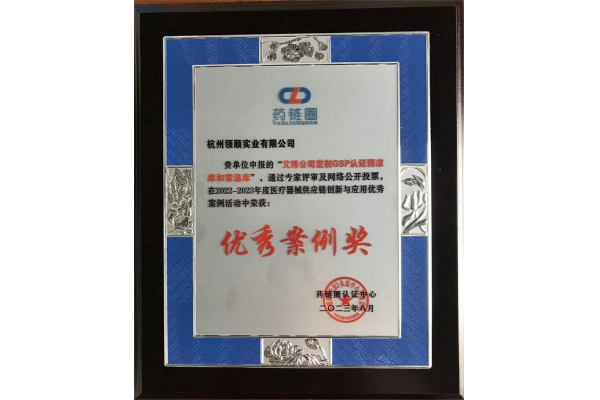 药链圈
杭州领顺实业有限公司
贵单位申报的“艾博公司定制GSP认证阴凉
库和常温库”，通过专家评审及网络公开投票，
在2022-2023年度医疗器械供应链创新与应用优秀
案例活动中荣获：
优秀案例奖
药链圈认证中心
二〇二三年八月